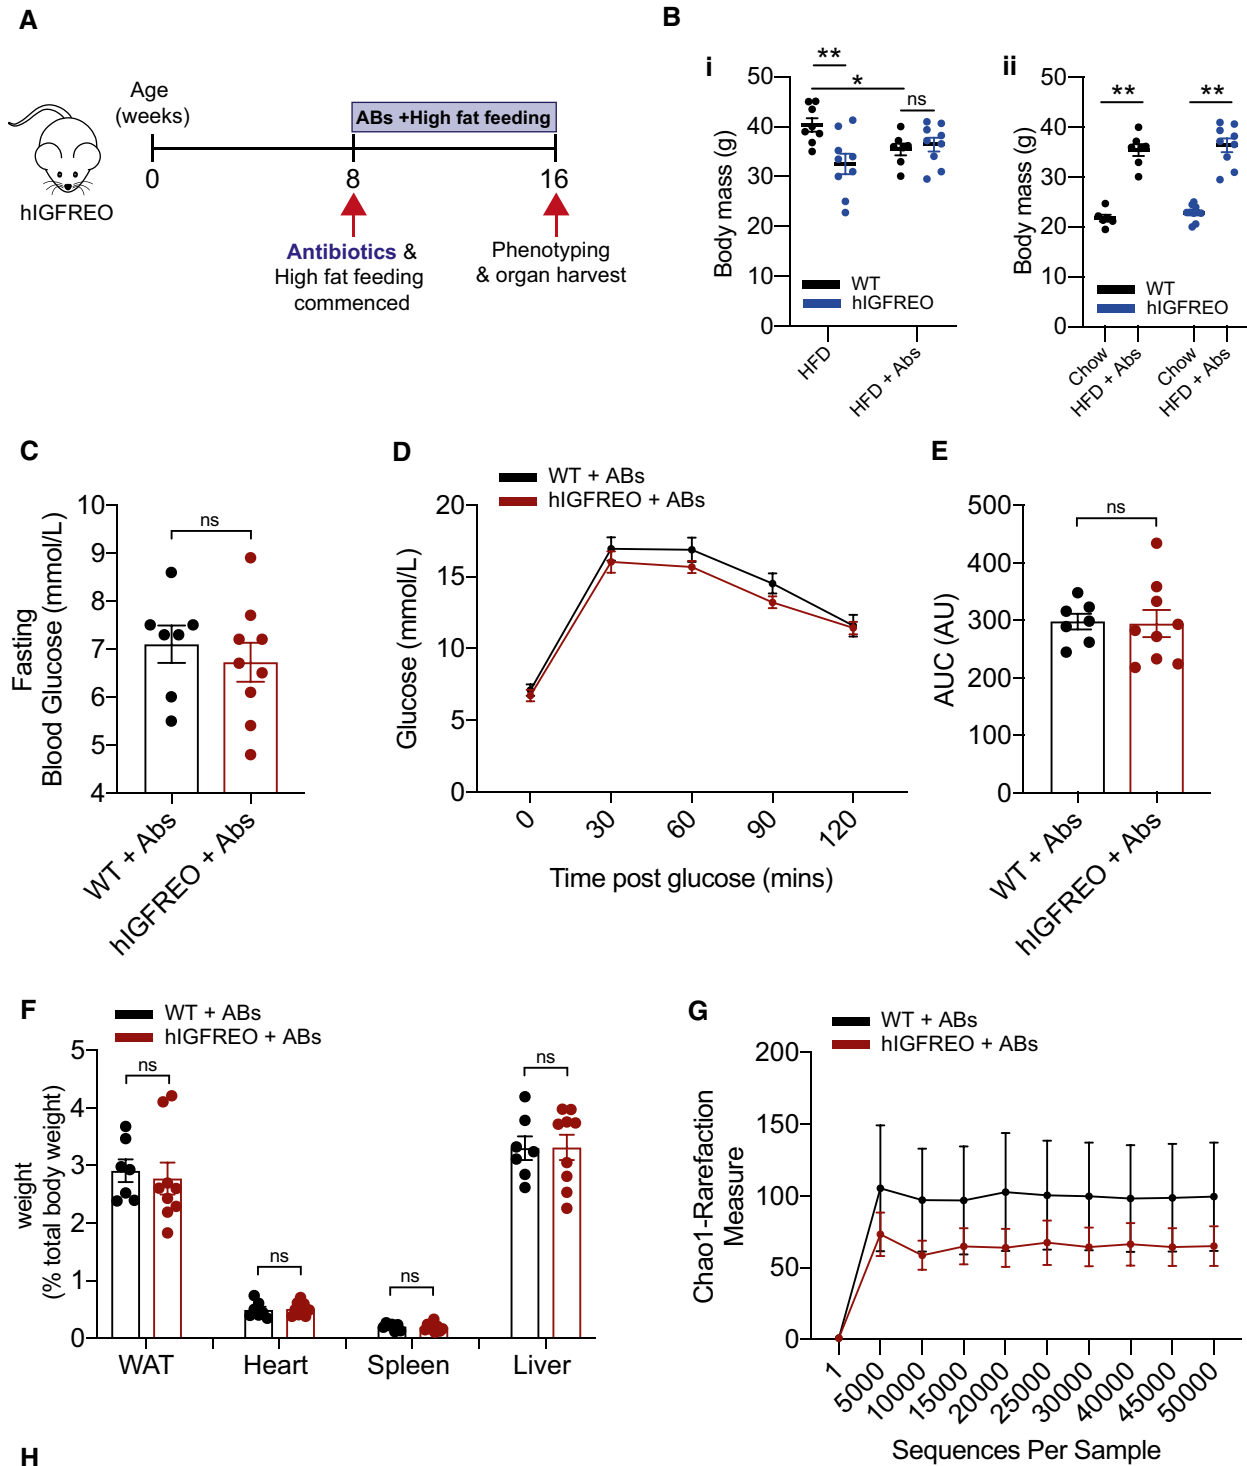 A
Age
(weeks)
ABs +High fat feeding
0
8
16
hIGFREO
Antibiotics &
High fat feeding
commenced
Phenotyping
& organ harvest
B
i
**
*
ns
50
40
30
20
10
0
Body mass (g)
WT
hIGFREO
HFD
HFD + Abs
ii
**
**
50
40
30
20
10
0
Body mass (g)
WT
hIGFREO
Chow
HFD + Abs
Chow
HFD + Abs
C
ns
10
9
8
7
6
5
4
Fasting
Blood Glucose (mmol/L)
WT + Abs
hIGFREO + Abs
D
WT + ABs
hIGFREO + ABs
20
15
10
5
0
Glucose (mmol/L)
0
30
60
90
120
Time post glucose (mins)
E
ns
500
400
300
200
100
0
AUC (AU)
WT + Abs
hIGFREO + Abs
F
WT + ABs
hIGFREO + ABs
5
4
3
2
1
0
weight
(% total body weight)
ns
ns
ns
ns
WAT
Heart
Spleen
Liver
G
WT + ABs
hIGFREO + ABs
200
150
100
50
0
Chao1-Rarefaction
Measure
1
5000
10000
15000
20000
25000
30000
40000
45000
50000
Sequences Per Sample
H